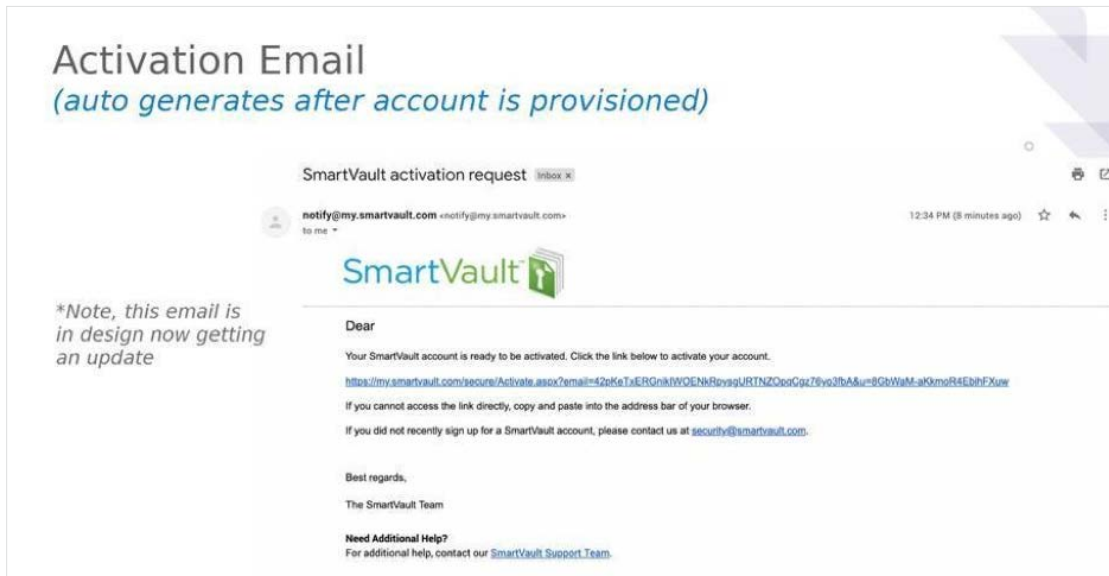 Activation Email
(auto generates after account is provisioned)
SmartVault activation request Inbox x
notify@my.smartvault.com <notify@my.smartvault.com>
12:34 PM (8 minutes ago)
to me
SmartVault
*Note, this email is
in design now getting
an update
Dear
Your SmartVault account is ready to be activated. Click the link below to activate your account.
If you cannot access the link directly, copy and paste into the address bar of your browser.
If you did not recently sign up for a SmartVault account, please contact us at security@smartvault.com.
Best regards,
The SmartVault Team
Need Additional Help?
For additional help, contact our SmartVault Support Team.